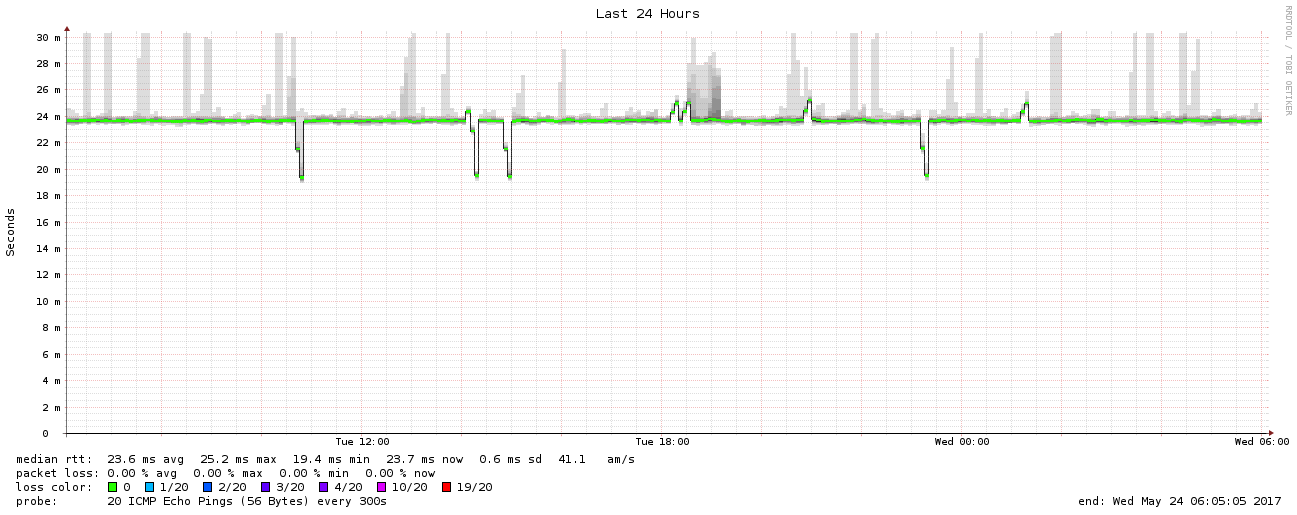 Last 24 Hours
RRDTOOL / TOBI OETIKER
30 m
28 m
26 m
24 m
22 m
20 m
18 m
16 m
14 m
12 m
10 m
8 m
6 m
4 m
2 m
0
Seconds
Tue 12:00 Tue 18:00 Wed 00:00 Wed 06:00
median rtt: 23.6 ms avg 25.2 ms max 19.4 ms min 23.7 ms now 0.6 ms sd 41.1 am/s
packet loss: 0.00 % avg 0.00 % max 0.00 % min 0.00 % now
loss color: 0 1/20 2/20 3/20 4/20 10/20 19/20
probe: 20 ICMP Echo Pings (56 Bytes) every 300s end: Wed May 24 06:05:05 2017